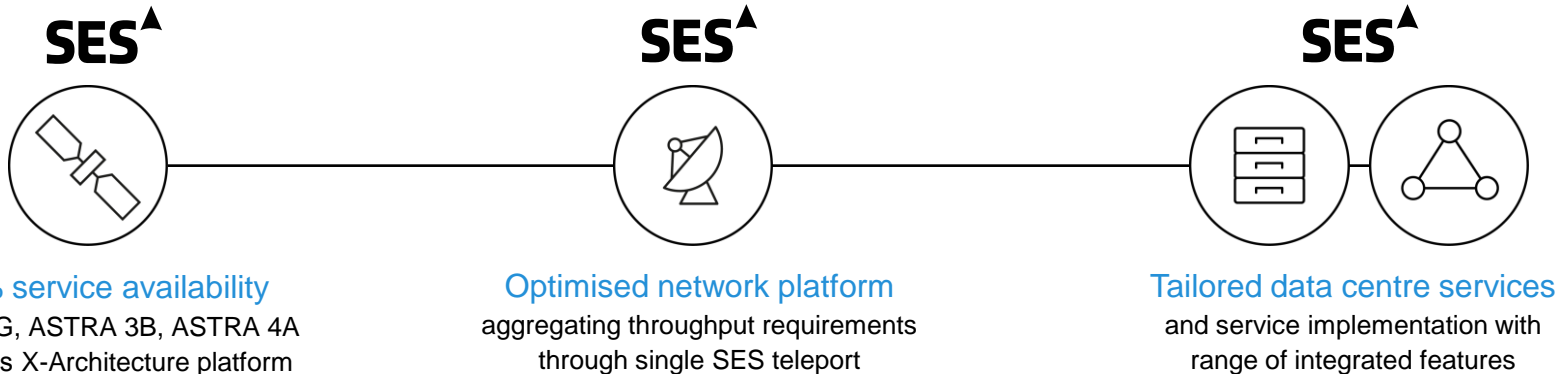 SES
SES
SES
service availability
G, ASTRA 3B, ASTRA 4A
s X-Architecture platform
Optimised network platform
aggregating throughput requirements
through single SES teleport
Tailored data centre services
and service implementation with
range of integrated features